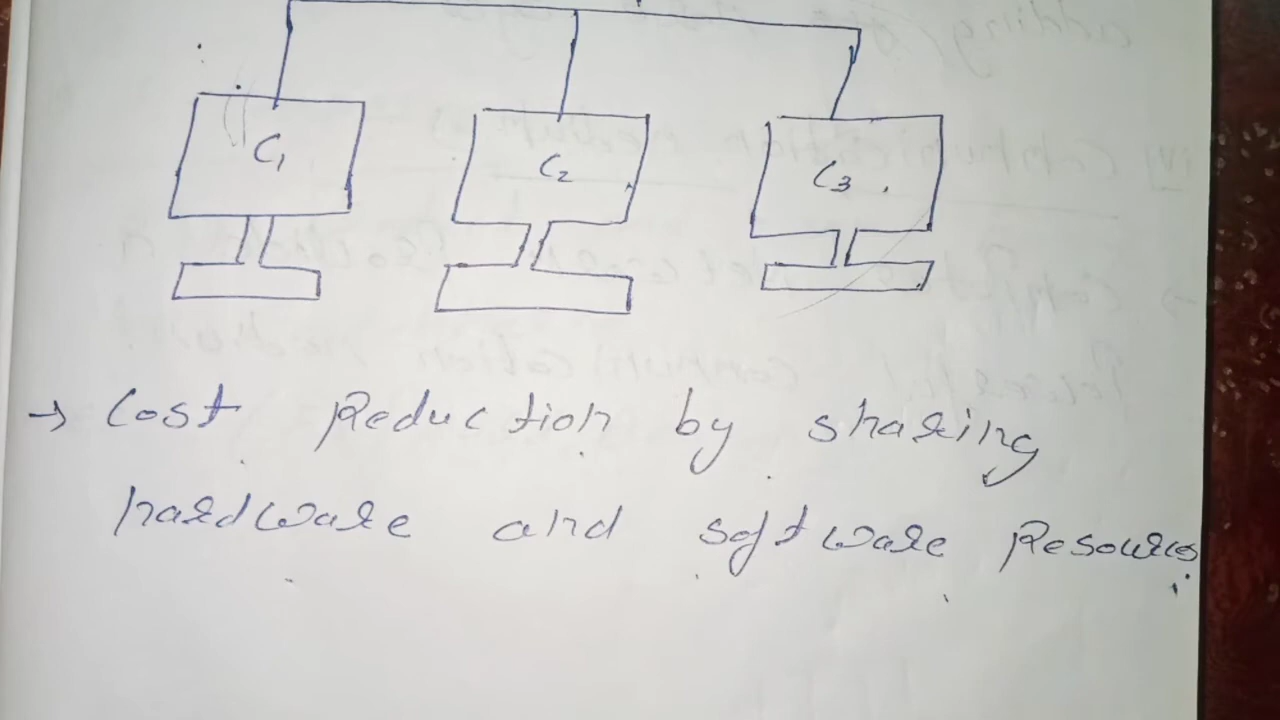 C1
C2
C3
→ Cost Reduction by sharing
hardware and software Resources